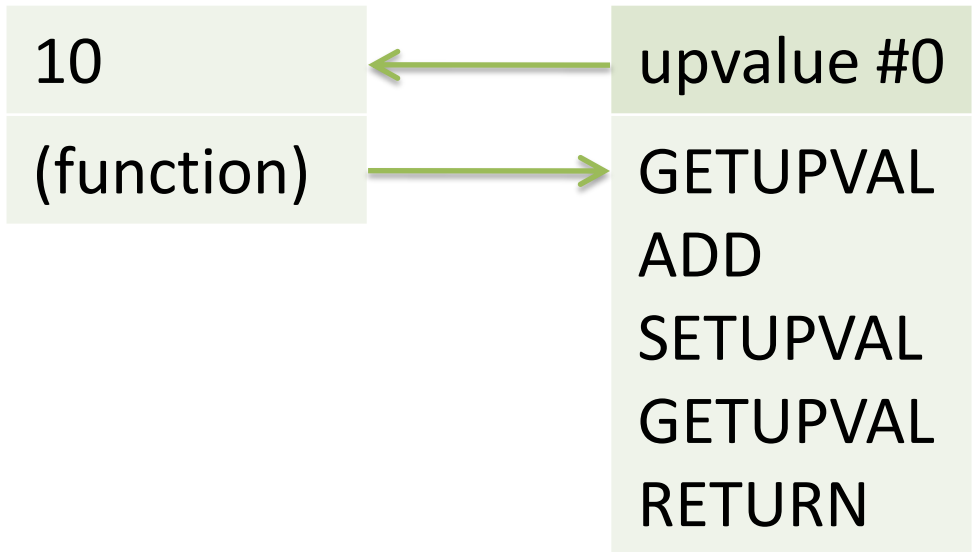 10
(function)
upvalue #0
GETUPVAL
ADD
SETUPVAL
GETUPVAL
RETURN